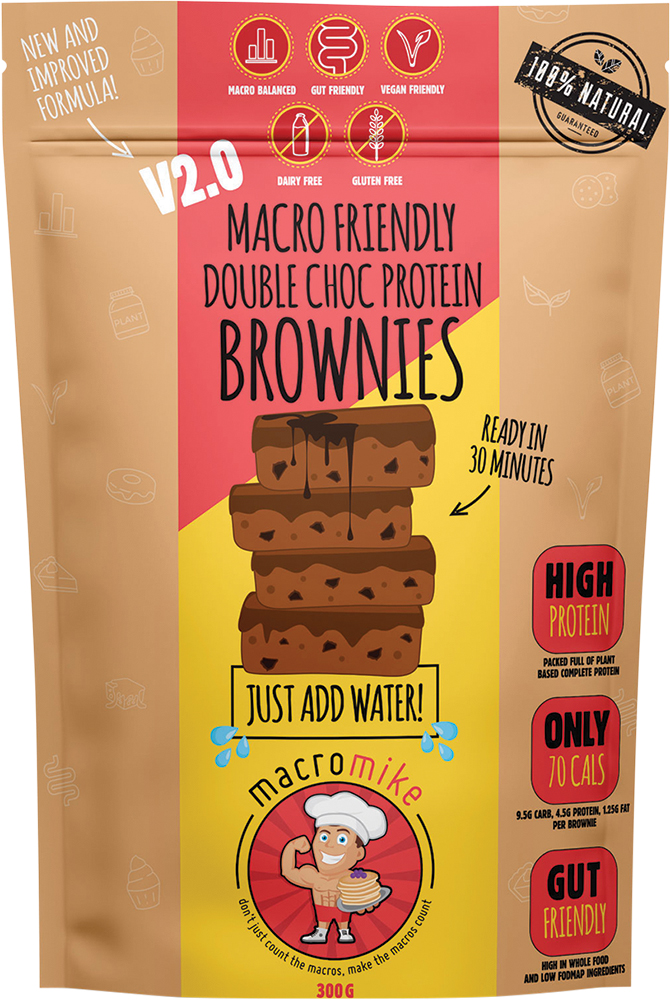 NEW AND
IMPROVED
FORMULA!
V2.0
MACRO BALANCED
GUT FRIENDLY
VEGAN FRIENDLY
DAIRY FREE
GLUTEN FREE
100% NATURAL
GUARANTEED
MACRO FRIENDLY
DOUBLE CHOC PROTEIN
BROWNIES
PLANT
PLANT
READY IN
30 MINUTES
HIGH
PROTEIN
PACKED FULL OF PLANT
BASED COMPLETE PROTEIN
ONLY
70 CALS
9.5G CARB, 4.5G PROTEIN, 1.25G FAT
PER BROWNIE
GUT
FRIENDLY
HIGH IN WHOLE FOOD
AND LOW FODMAP INGREDIENTS
JUST ADD WATER!
macromike
don't just count the macros, make the macros count
300G